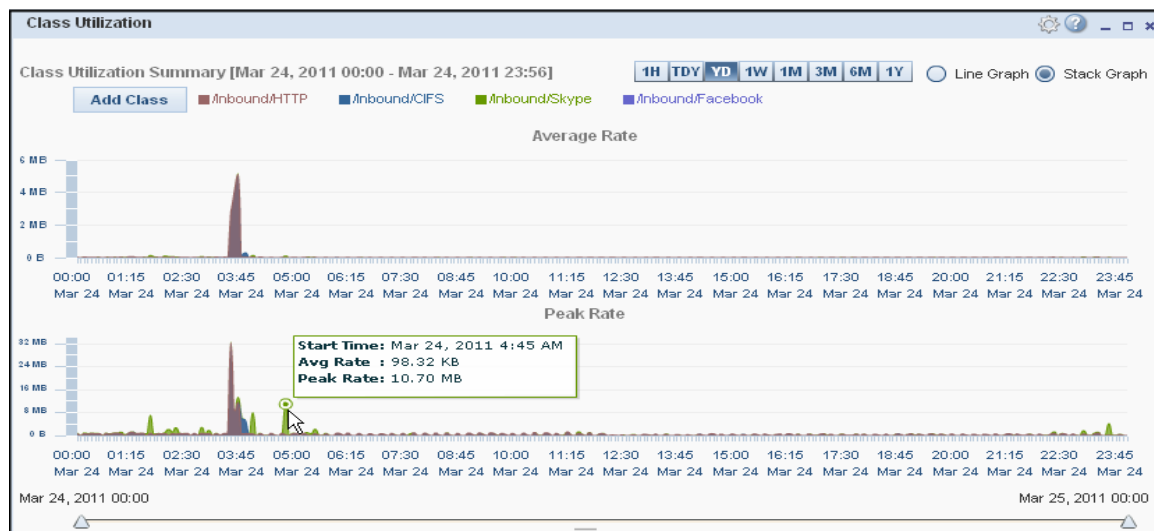 Class Utilization
Class Utilization Summary [Mar 24, 2011 00:00 - Mar 24, 2011 23:56]
1H TDY YD 1W 1M 3M 6M 1Y
Line Graph Stack Graph
Add Class
/Inbound/HTTP /Inbound/CIFS /Inbound/Skype /Inbound/Facebook
Average Rate
6 MB
4 MB
2 MB
0 B
00:00 01:15 02:30 03:45 05:00 06:15 07:30 08:45 10:00 11:15 12:30 13:45 15:00 16:15 17:30 18:45 20:00 21:15 22:30 23:45
Mar 24 Mar 24 Mar 24 Mar 24 Mar 24 Mar 24 Mar 24 Mar 24 Mar 24 Mar 24 Mar 24 Mar 24 Mar 24 Mar 24 Mar 24 Mar 24 Mar 24 Mar 24 Mar 24 Mar 24
Peak Rate
32 MB
24 MB
16 MB
8 MB
0 B
Start Time: Mar 24, 2011 4:45 AM
Avg Rate : 98.32 KB
Peak Rate: 10.70 MB
00:00 01:15 02:30 03:45 05:00 06:15 07:30 08:45 10:00 11:15 12:30 13:45 15:00 16:15 17:30 18:45 20:00 21:15 22:30 23:45
Mar 24 Mar 24 Mar 24 Mar 24 Mar 24 Mar 24 Mar 24 Mar 24 Mar 24 Mar 24 Mar 24 Mar 24 Mar 24 Mar 24 Mar 24 Mar 24 Mar 24 Mar 24 Mar 24 Mar 24
Mar 24, 2011 00:00
Mar 25, 2011 00:00